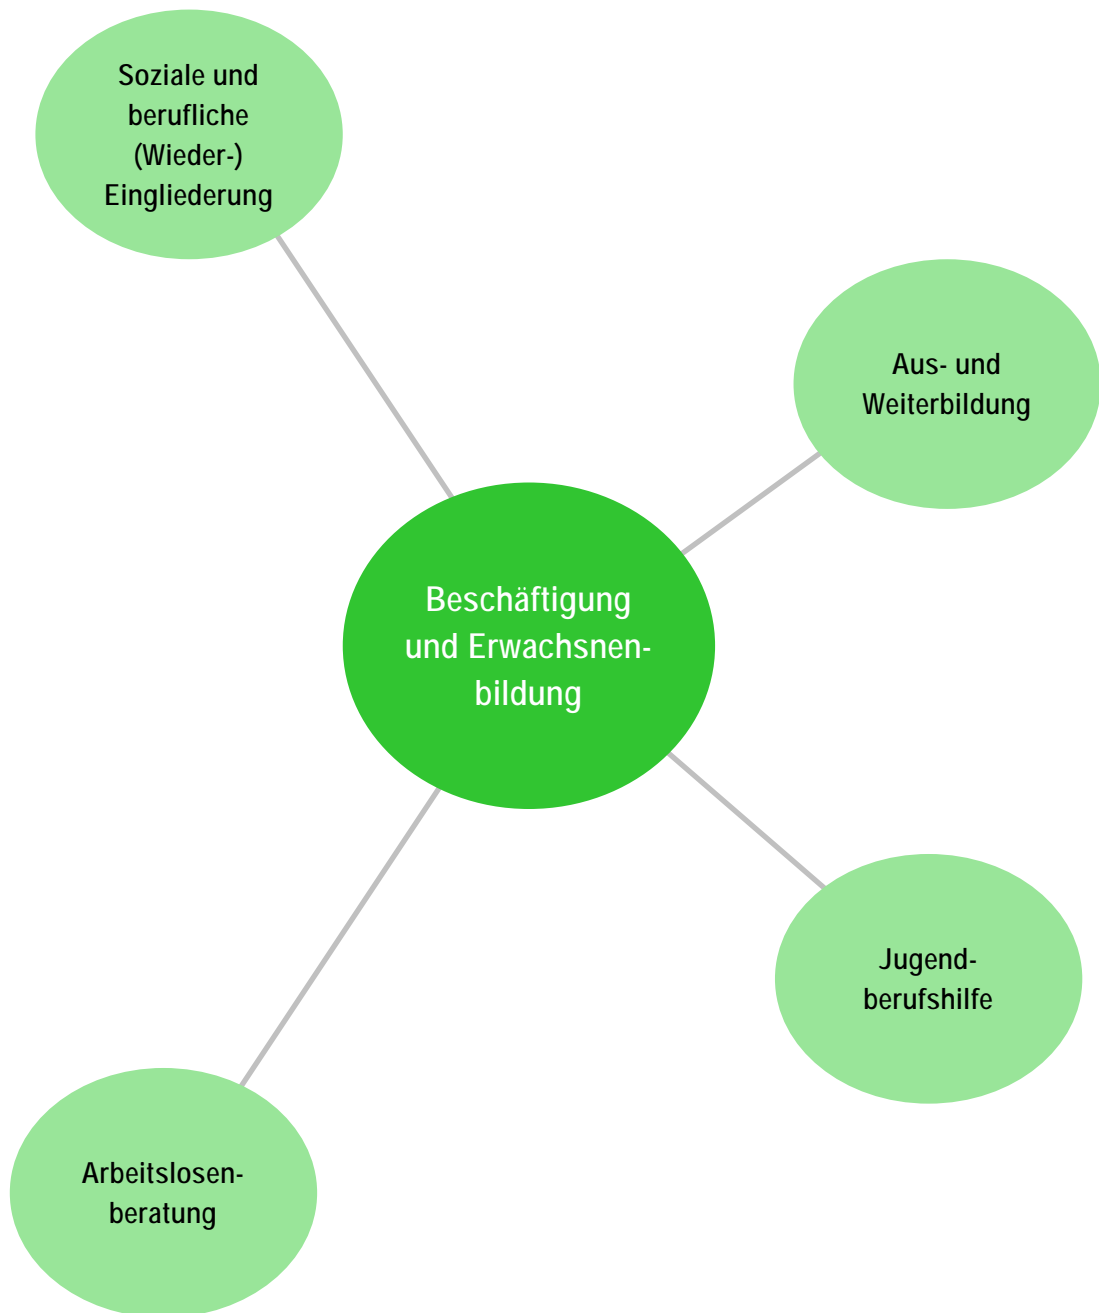 Soziale und
berufliche
(Wieder-)
Eingliederung
Aus- und
Weiterbildung
Beschäftigung
und Erwachsnen-
bildung
Jugend-
berufshilfe
Arbeitslosen-
beratung